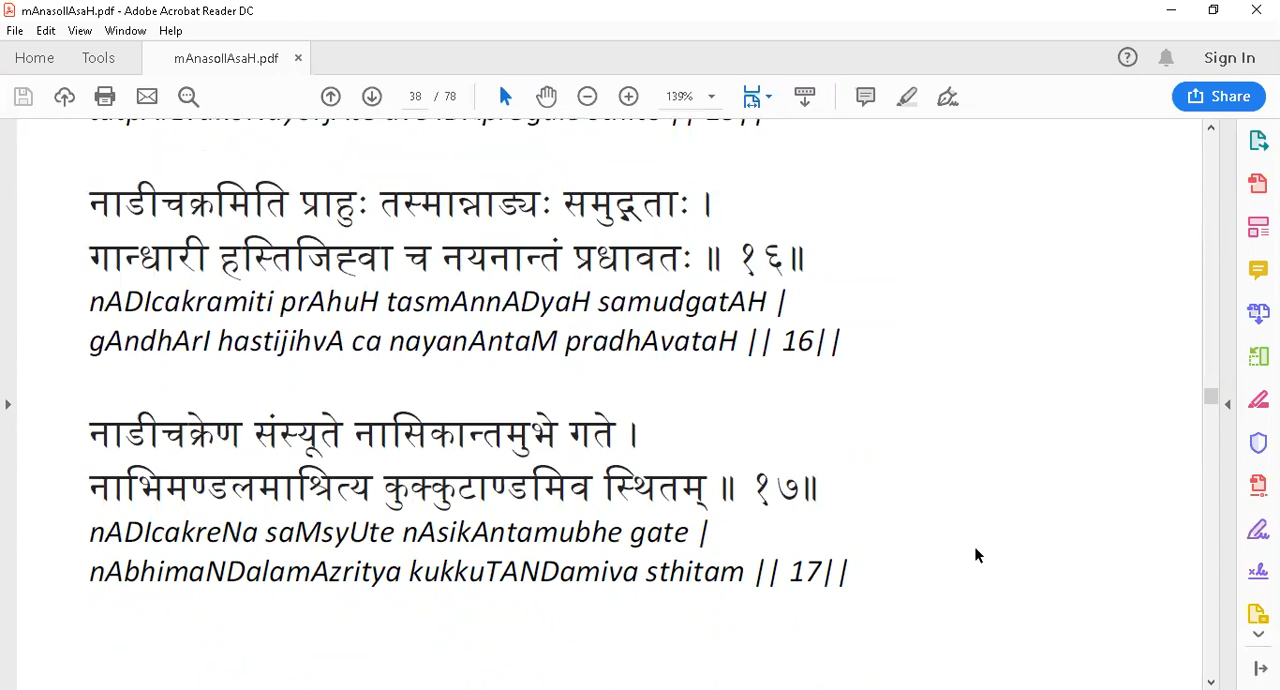 mAnasollAsaH.pdf - Adobe Acrobat Reader DC
File Edit View Window Help
Home Tools mAnasollAsaH.pdf × Sign In
38 / 78 139% Share
नाडीचक्रमिति प्राहुः तस्मान्नाड्यः समुद्गताः ।
गान्धारी हस्तिजिह्वा च नयनान्तं प्रधावतः ॥ १६॥
nADIcakramiti prAhuH tasmAnnADyaH samudgatAH |
gAndhArI hastijihvA ca nayanAntaM pradhAvataH || 16||
नाडीचक्रेण संस्यूते नासिकान्तमुभे गते ।
नाभिमण्डलमाश्रित्य कुक्कुटाण्डमिव स्थितम् ॥ १७॥
nADIcakreNa saMsyUte nAsikAntamubhe gate |
nAbhimaNDalamAzritya kukkuTANDamiva sthitam || 17||